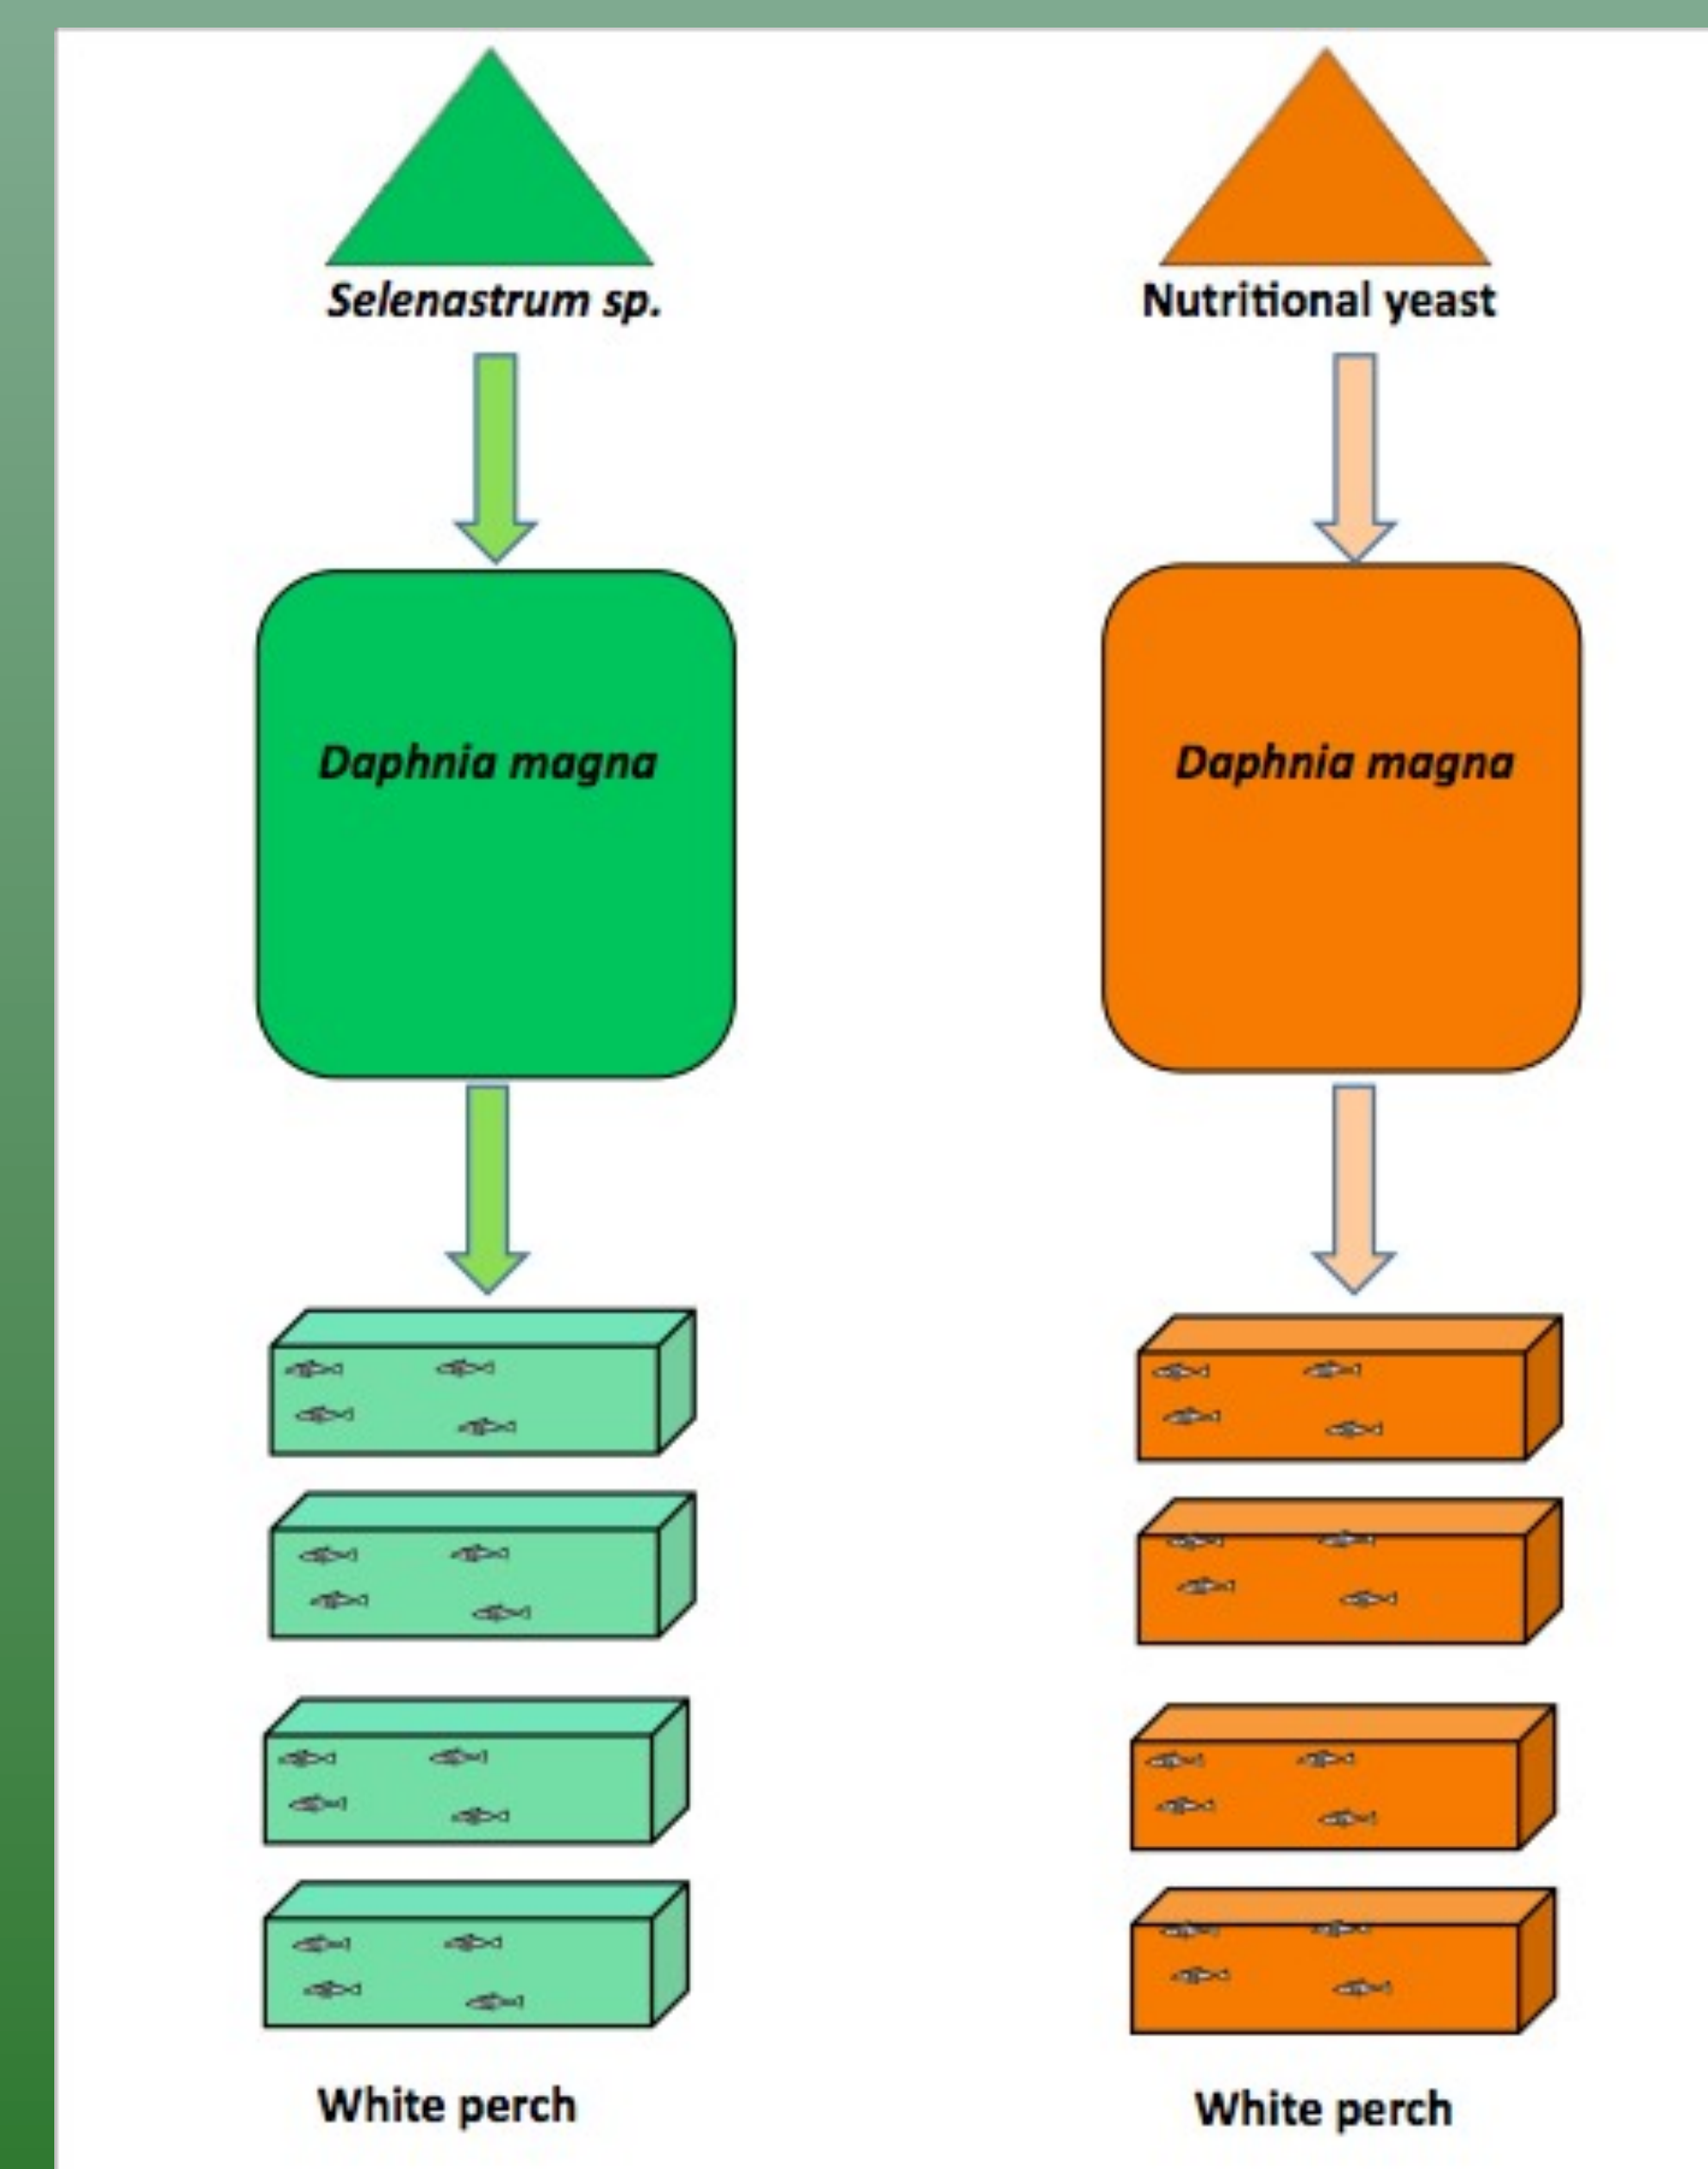 Selenastrum sp.
Nutritional yeast
Daphnia magna
Daphnia magna
White perch
White perch